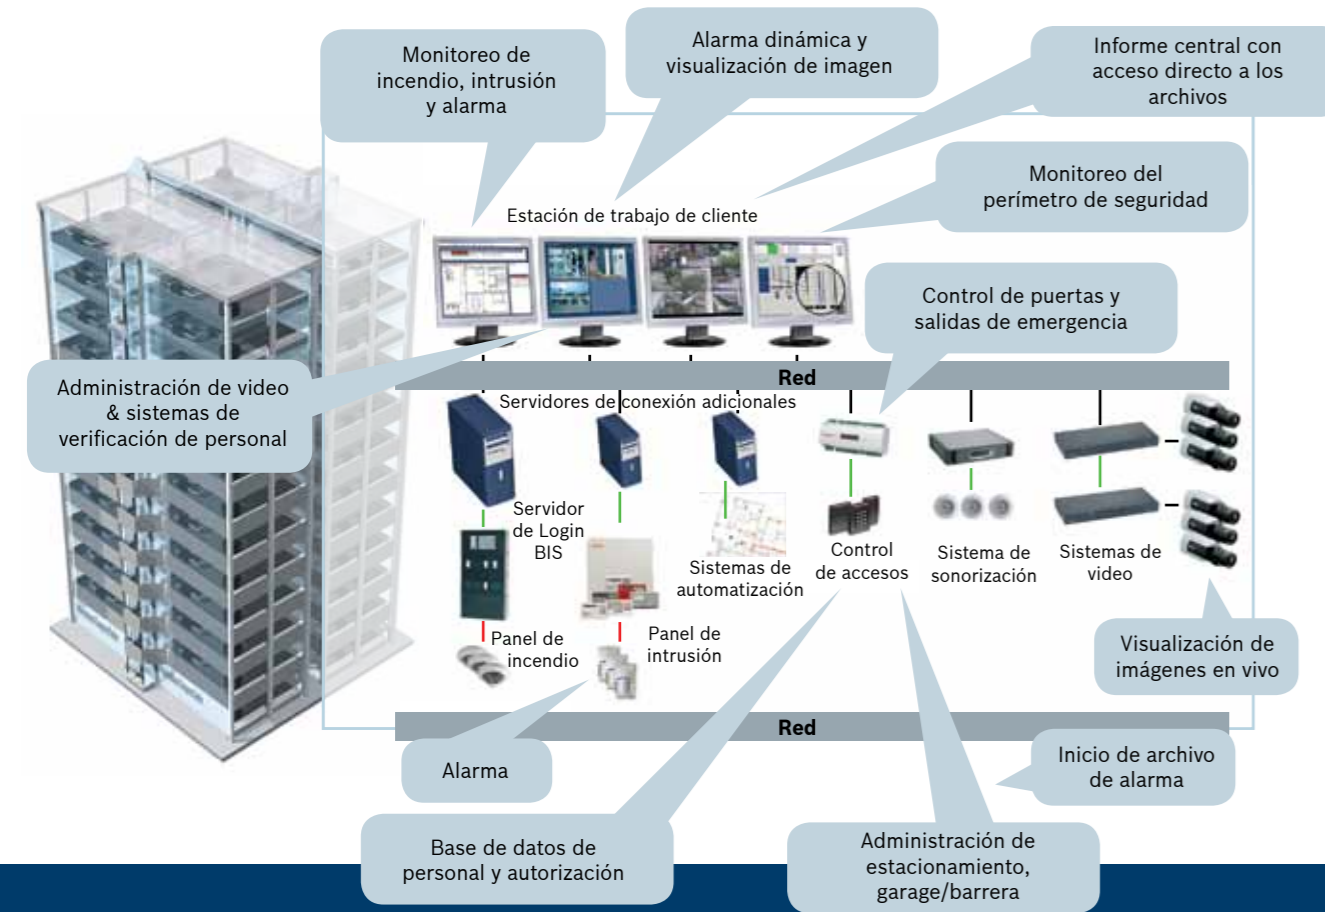 Monitoreo de
incendio, intrusión
y alarma
Alarma dinámica y
visualización de imagen
Informe central con
acceso directo a los
archivos
Monitoreo del
perímetro de seguridad
Estación de trabajo de cliente
Control de puertas y
salidas de emergencia
Administración de video
& sistemas de
verificación de personal
Red
Servidores de conexión adicionales
Servidor
de Login
BIS
Sistemas de
automatización
Control
de accesos
Sistema de
sonorización
Sistemas de
video
Panel de
incendio
Panel de
intrusión
Visualización de
imágenes en vivo
Red
Alarma
Inicio de archivo
de alarma
Base de datos de
personal y autorización
Administración de
estacionamiento,
garage/barrera